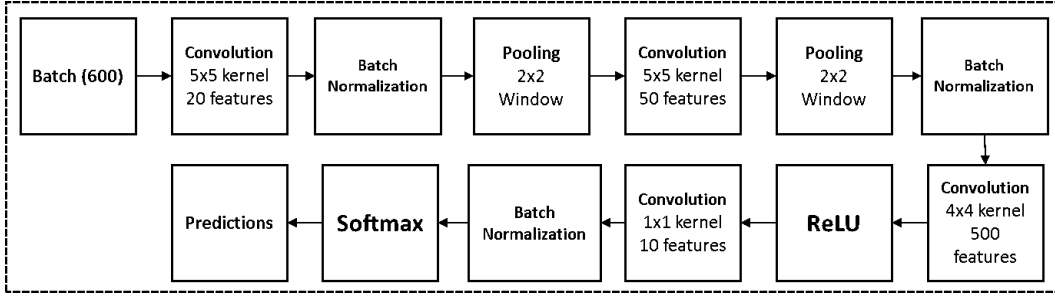 Batch (600)
Convolution
5x5 kernel
20 features
Batch
Normalization
Pooling
2x2
Window
Convolution
5x5 kernel
50 features
Pooling
2x2
Window
Batch
Normalization
Convolution
4x4 kernel
500
features
ReLU
Convolution
1x1 kernel
10 features
Batch
Normalization
Softmax
Predictions